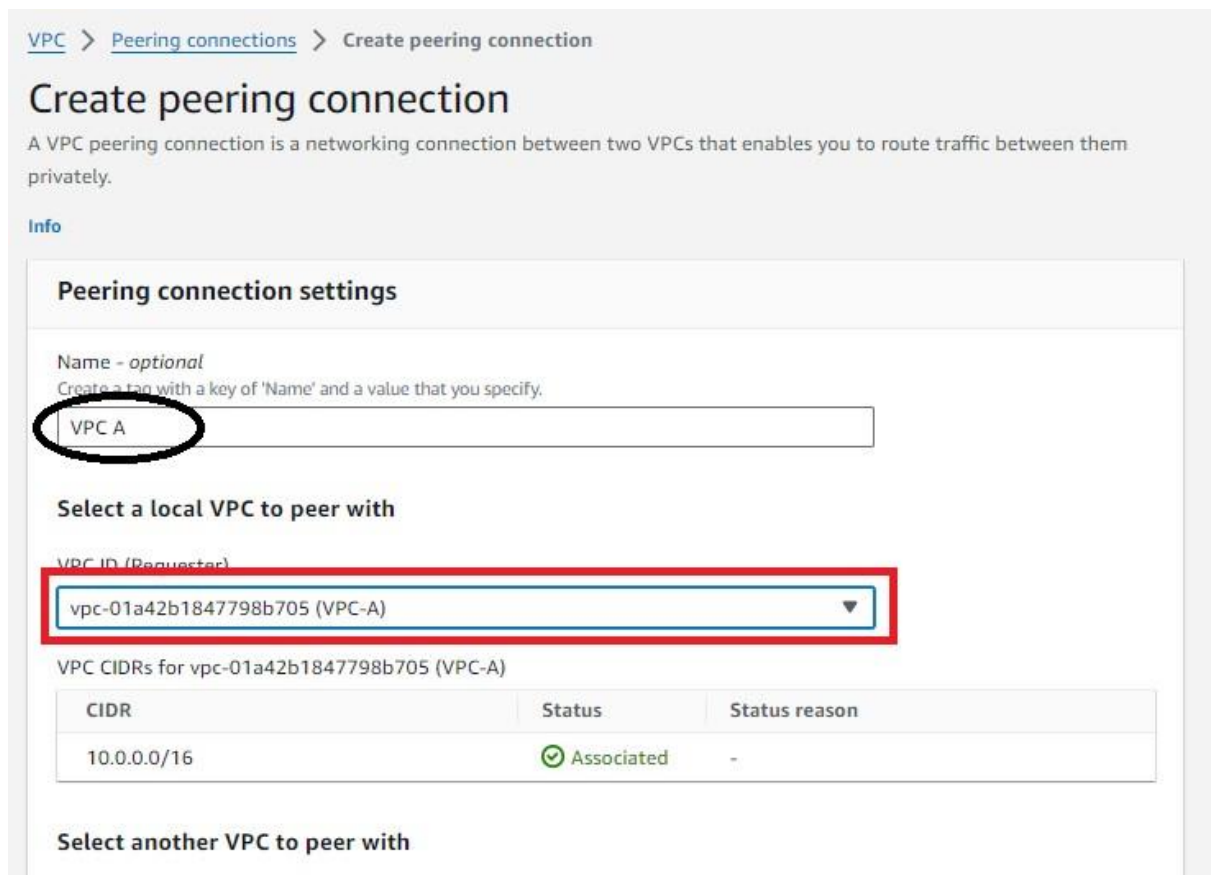 VPC > Peering connections > Create peering connection
Create peering connection
A VPC peering connection is a networking connection between two VPCs that enables you to route traffic between them
privately.
Info
Peering connection settings
Name - optional
Create a tag with a key of 'Name' and a value that you specify.
VPC A
Select a local VPC to peer with
VPC ID (Requester)
vpc-01a42b1847798b705 (VPC-A)
VPC CIDRs for vpc-01a42b1847798b705 (VPC-A)
CIDR Status Status reason
10.0.0.0/16 Associated -
Select another VPC to peer with